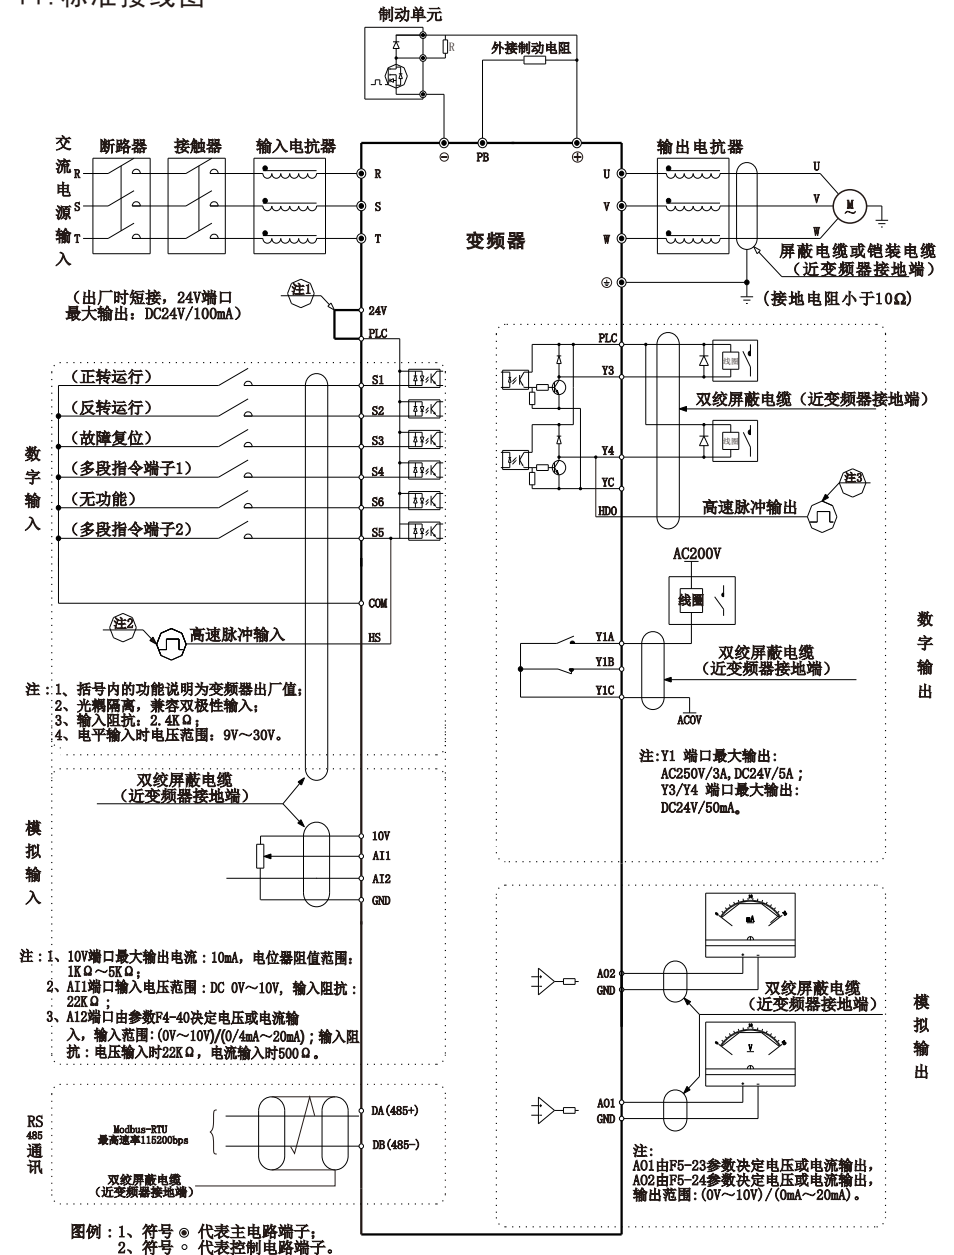 标准接线图
制动单元
R
外接制动电阻
⊖ PB ⊕
交流电源输入
断路器
接触器
输入电抗器
R
S
T
R
S
T
变频器
U
V
W
输出电抗器
U
V
W
M
~
屏蔽电缆或铠装电缆
(近变频器接地端)
(接地电阻小于10Ω)
(出厂时短接，24V端口
最大输出：DC24V/100mA)
注1
24V
PLC
数字输入
(正转运行)
S1
(反转运行)
S2
(故障复位)
S3
(多段指令端子1)
S4
(无功能)
S6
(多段指令端子2)
S5
COM
注2
高速脉冲输入
HS
注：1、括号内的功能说明为变频器出厂值；
2、光耦隔离，兼容双极性输入；
3、输入阻抗：2.4KΩ；
4、电平输入时电压范围：9V～30V。
双绞屏蔽电缆
(近变频器接地端)
模拟输入
10V
AI1
AI2
GND
注：1、10V端口最大输出电流：10mA，电位器阻值范围：
1KΩ～5KΩ；
2、AI1端口输入电压范围：DC 0V～10V，输入阻抗：
22KΩ；
3、A12端口由参数F4-40决定电压或电流输
入，输入范围：(0V～10V)/(0/4mA～20mA)；输入阻
抗：电压输入时22KΩ，电流输入时500Ω。
RS
485
通讯
Modbus-RTU
最高速率115200bps
双绞屏蔽电缆
(近变频器接地端)
DA(485+)
DB(485-)
图例：1、符号 ◉ 代表主电路端子；
2、符号 ○ 代表控制电路端子。
PLC
Y3
线圈
双绞屏蔽电缆(近变频器接地端)
Y4
线圈
YC
HDO
高速脉冲输出
注3
AC200V
线圈
Y1A
Y1B
Y1C
双绞屏蔽电缆
(近变频器接地端)
AC0V
数字输出
注:Y1 端口最大输出:
AC250V/3A,DC24V/5A；
Y3/Y4 端口最大输出:
DC24V/50mA。
mA
AO2
GND
双绞屏蔽电缆
(近变频器接地端)
V
AO1
GND
模拟输出
注:
AO1由F5-23参数决定电压或电流输出，
AO2由F5-24参数决定电压或电流输出，
输出范围:(0V～10V)/(0mA～20mA)。